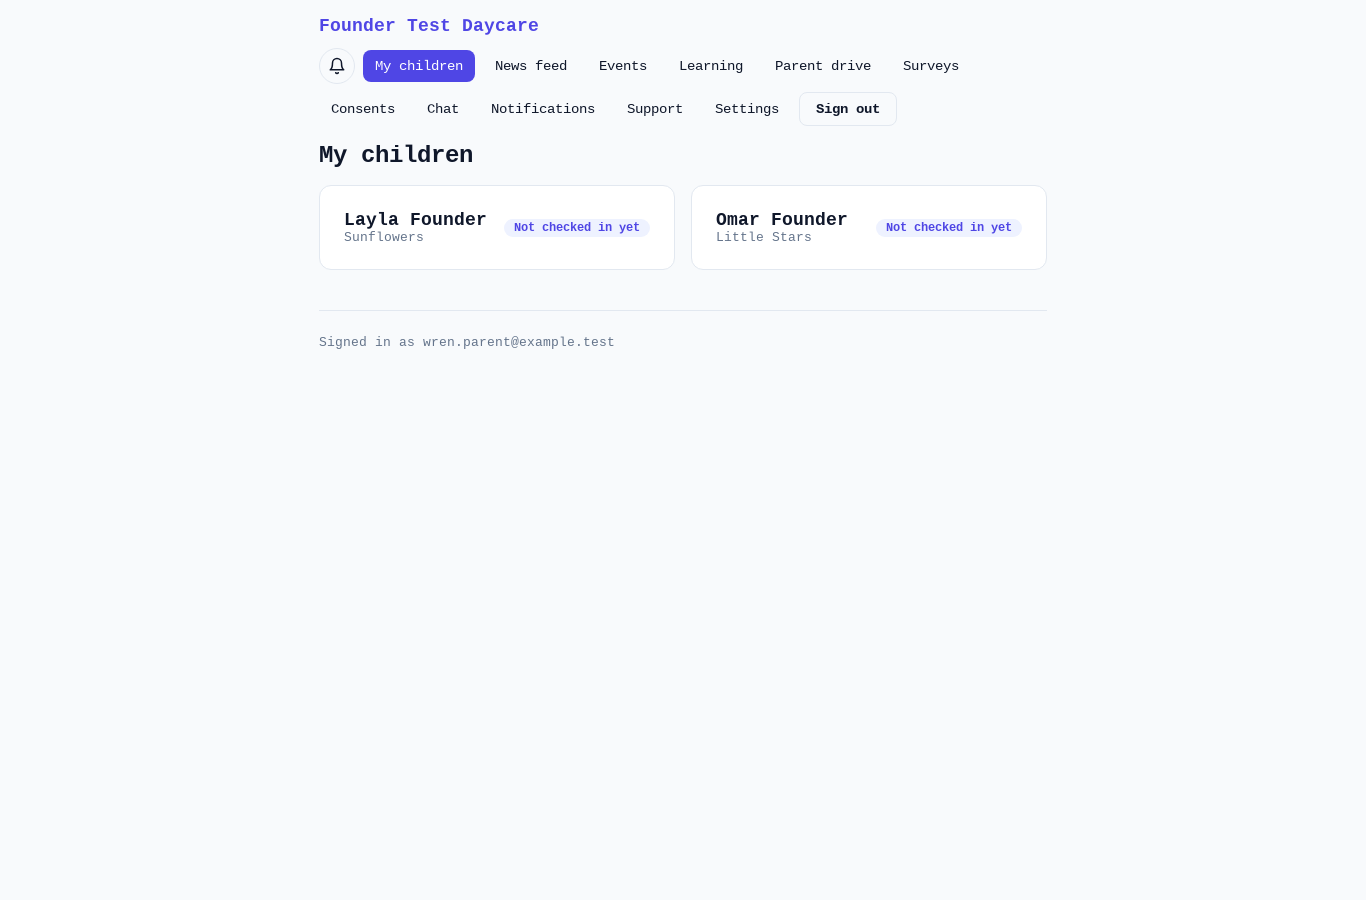 Founder Test Daycare
My children News feed Events Learning Parent drive Surveys
Consents Chat Notifications Support Settings Sign out
My children
Layla Founder
Sunflowers
Not checked in yet
Omar Founder
Little Stars
Not checked in yet
Signed in as wren.parent@example.test